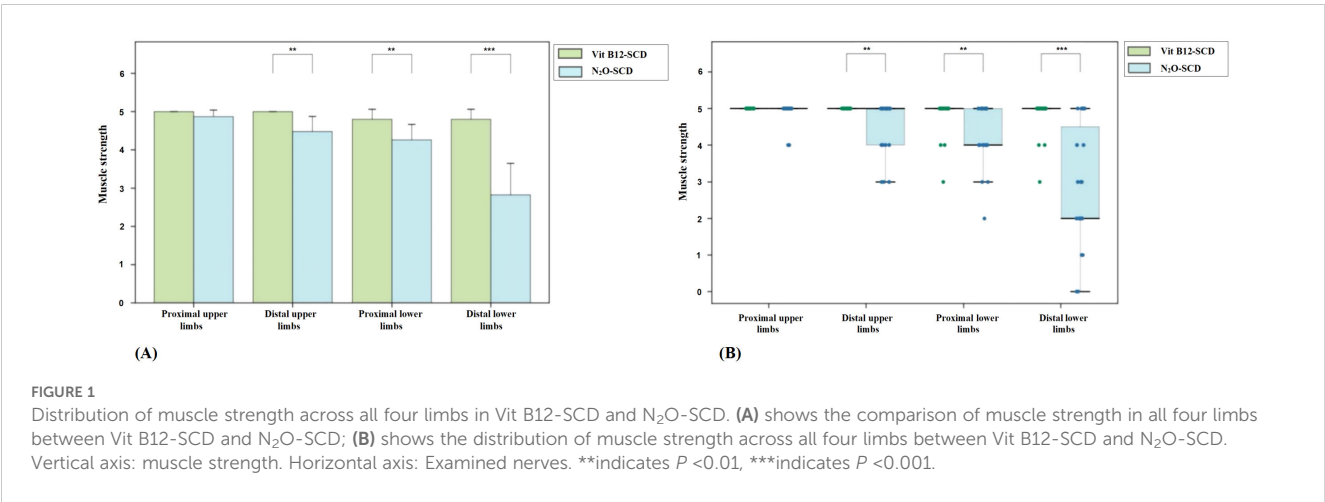 ** ** ***
Vit B12-SCD
N₂O-SCD
Muscle strength
6
5
4
3
2
1
0
Proximal upper limbs
Distal upper limbs
Proximal lower limbs
Distal lower limbs
(A)
** ** ***
Vit B12-SCD
N₂O-SCD
Muscle strength
6
5
4
3
2
1
0
Proximal upper limbs
Distal upper limbs
Proximal lower limbs
Distal lower limbs
(B)
FIGURE 1
Distribution of muscle strength across all four limbs in Vit B12-SCD and N₂O-SCD. (A) shows the comparison of muscle strength in all four limbs
between Vit B12-SCD and N₂O-SCD; (B) shows the distribution of muscle strength across all four limbs between Vit B12-SCD and N₂O-SCD.
Vertical axis: muscle strength. Horizontal axis: Examined nerves. **indicates P <0.01, ***indicates P <0.001.